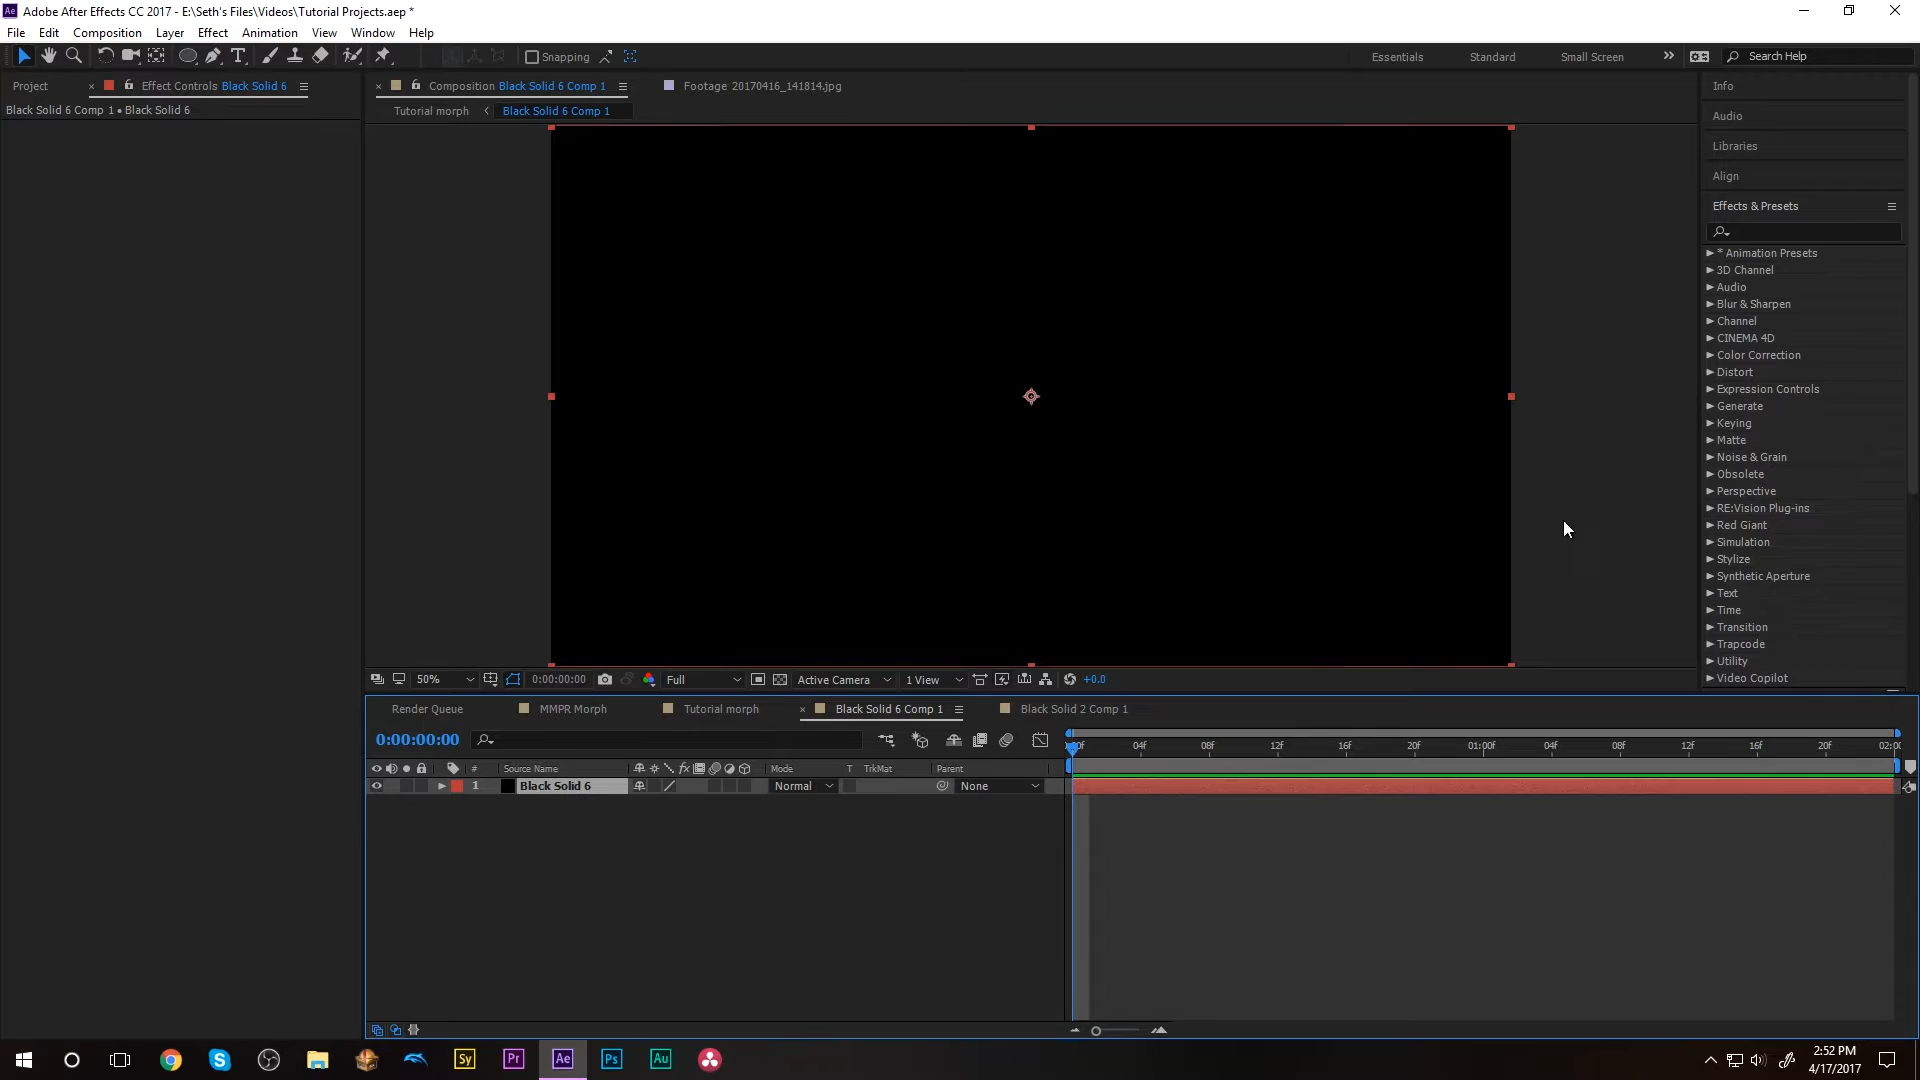 Ae Adobe After Effects CC 2017 - E:\Seth's Files\Videos\Tutorial Projects.aep *
File Edit Composition Layer Effect Animation View Window Help
Snapping Essentials Standard Small Screen Search Help
Project Effect Controls Black Solid 6
Composition Black Solid 6 Comp 1 Footage 20170416_141814.jpg
Black Solid 6 Comp 1 • Black Solid 6
Tutorial morph Black Solid 6 Comp 1
Info
Audio
Libraries
Align
Effects & Presets
* Animation Presets
3D Channel
Audio
Blur & Sharpen
Channel
CINEMA 4D
Color Correction
Distort
Expression Controls
Generate
Keying
Matte
Noise & Grain
Obsolete
Perspective
RE:Vision Plug-ins
Red Giant
Simulation
Stylize
Synthetic Aperture
Text
Time
Transition
Trapcode
Utility
Video Copilot
50% 0:00:00:00 Full Active Camera 1 View +0.0
Render Queue MMPR Morph Tutorial morph Black Solid 6 Comp 1 Black Solid 2 Comp 1
0:00:00:00
04f 08f 12f 16f 20f 01:00f 04f 08f 12f 16f 20f
# Source Name fx Mode T TrkMat Parent
1 Black Solid 6 Normal None
Sy Pr Ae Ps Au
2:52 PM
4/17/2017